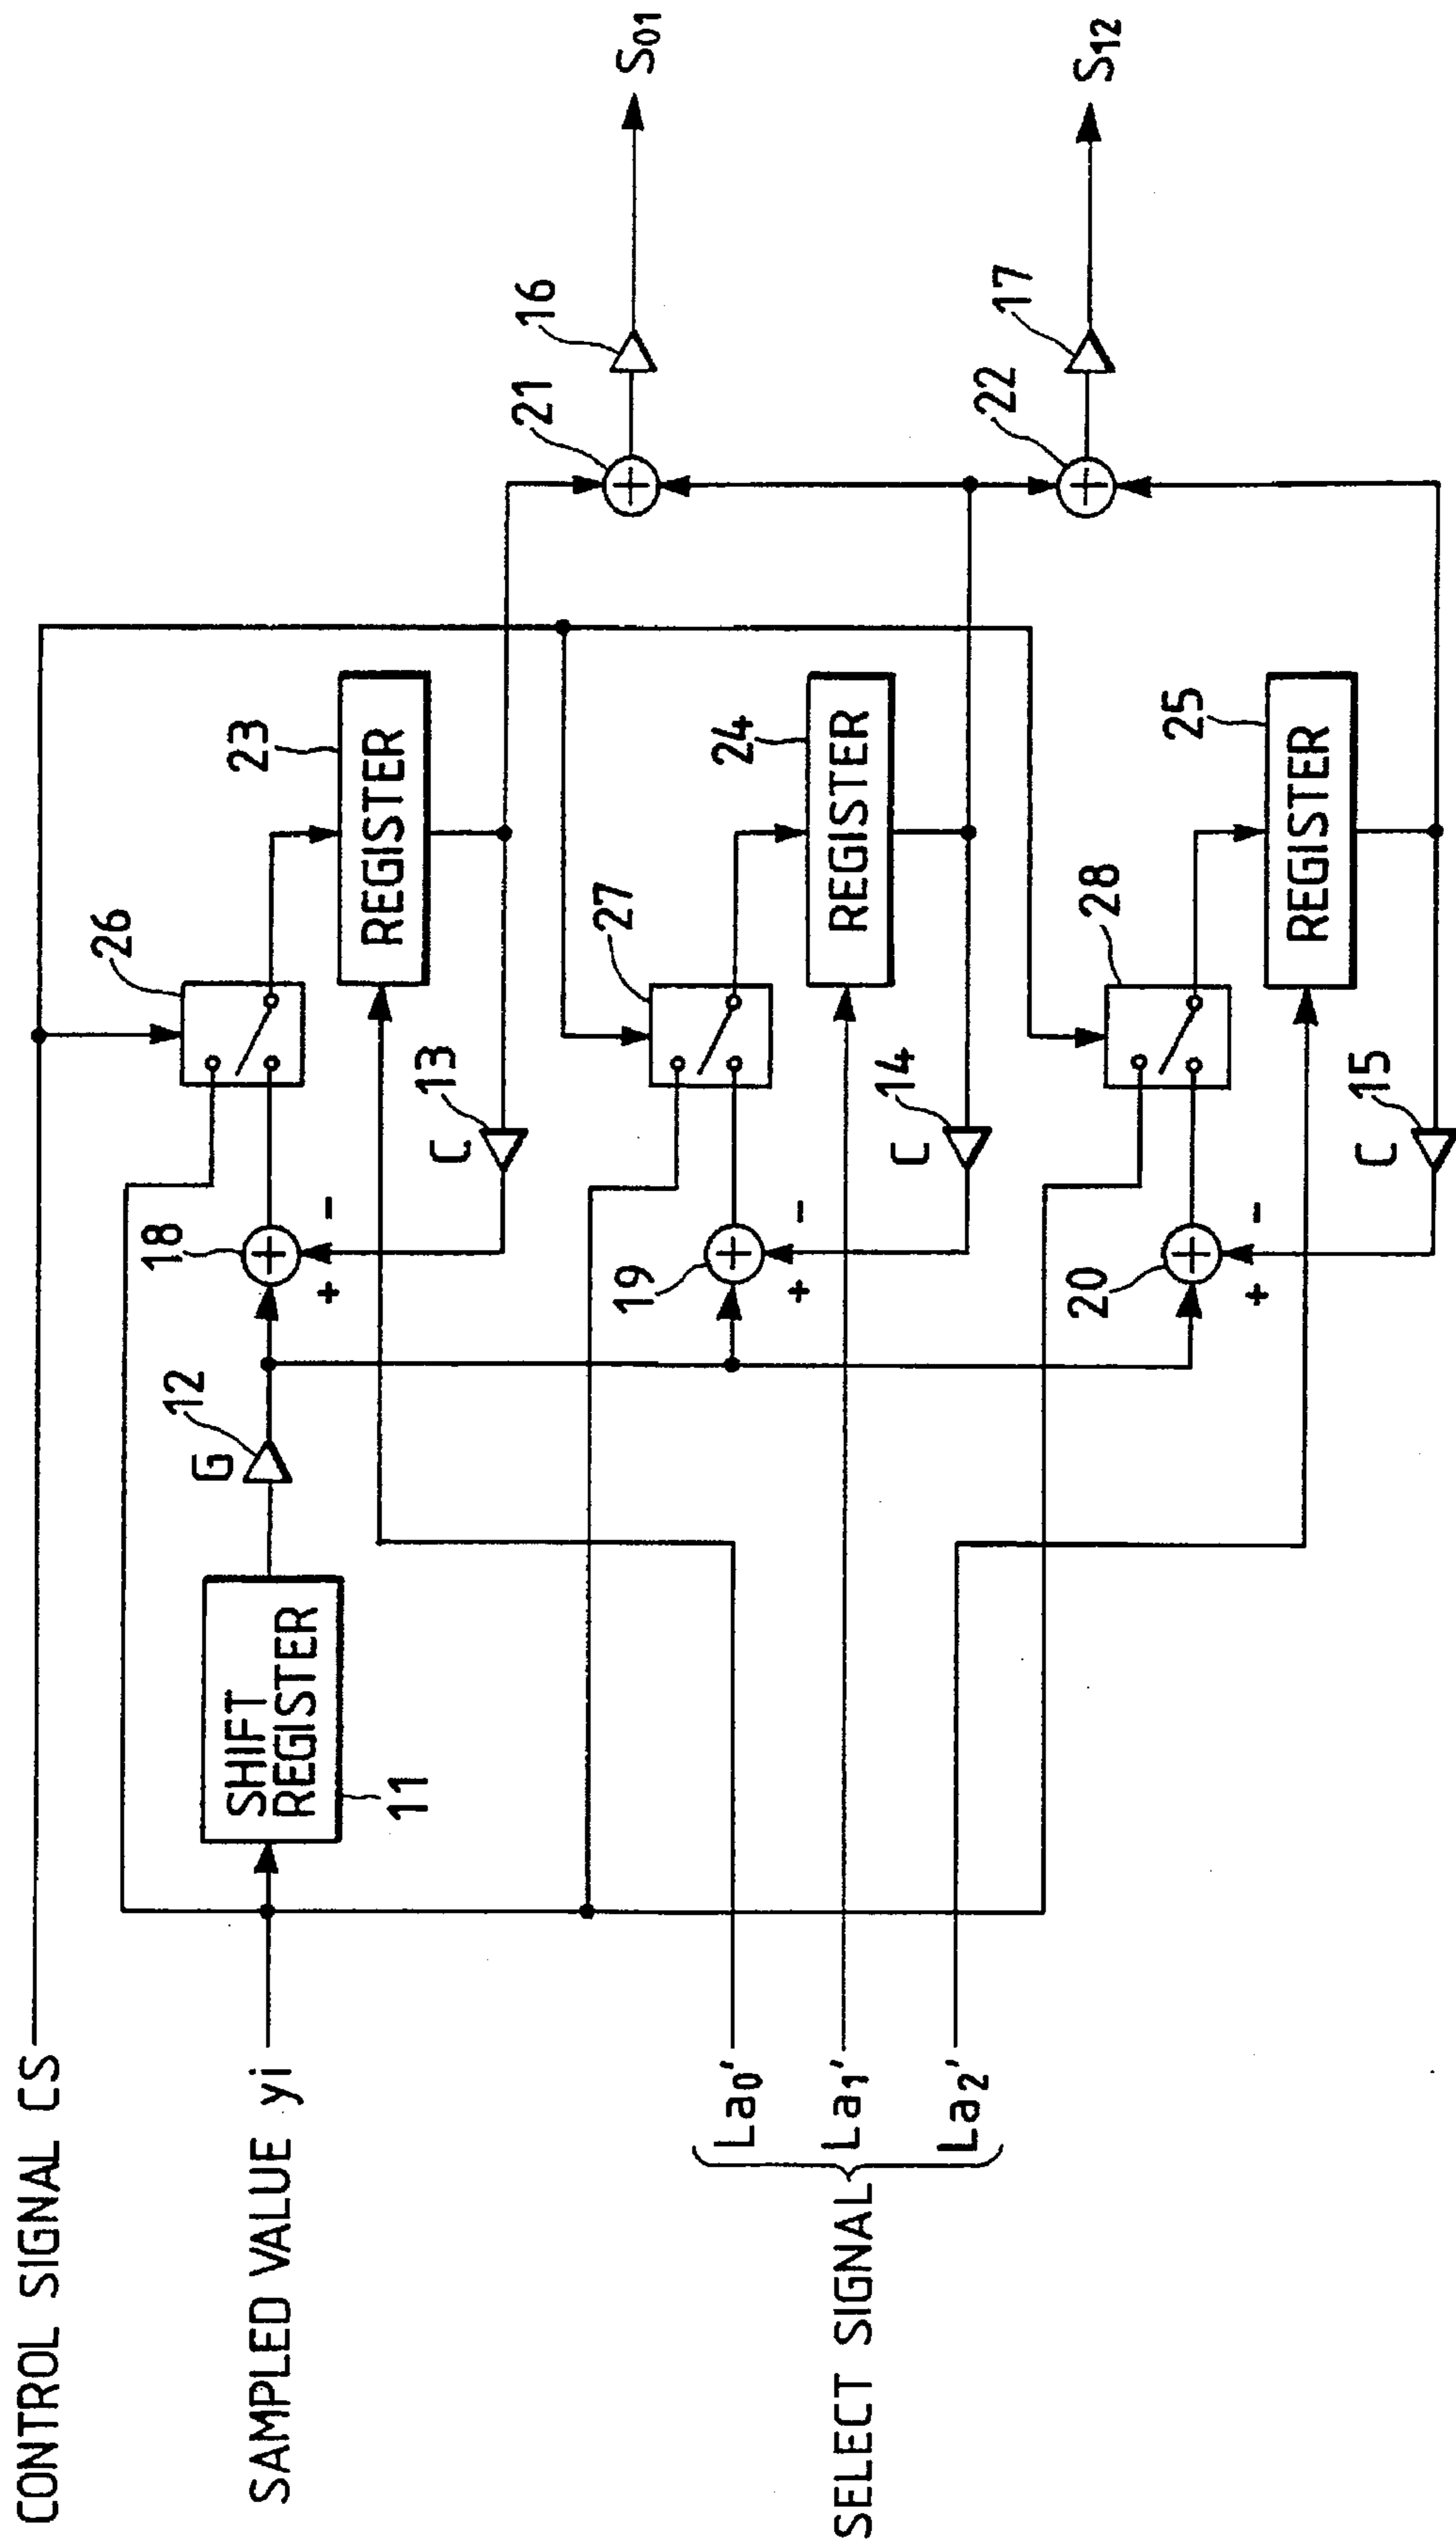 CONTROL SIGNAL CS
SAMPLED VALUE yi
SELECT SIGNAL
La₀′
La₁′
La₂′
SHIFT
REGISTER
11
G
12
18
+
+
-
26
REGISTER
23
C
13
19
+
+
-
27
REGISTER
24
C
14
20
+
+
-
28
REGISTER
25
C
15
21
+
16
S₀₁
22
+
17
S₁₂